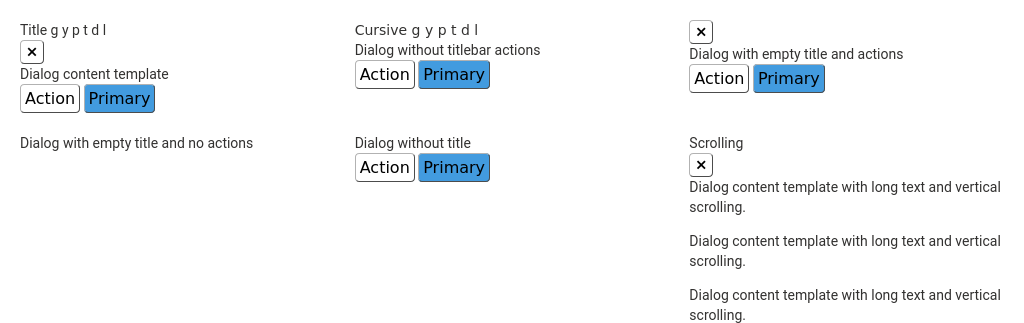 Title g y p t d l
×
Dialog content template
Action Primary
Cursive g y p t d l
Dialog without titlebar actions
Action Primary
×
Dialog with empty title and actions
Action Primary
Dialog with empty title and no actions
Dialog without title
Action Primary
Scrolling
×
Dialog content template with long text and vertical
scrolling.
Dialog content template with long text and vertical
scrolling.
Dialog content template with long text and vertical
scrolling.